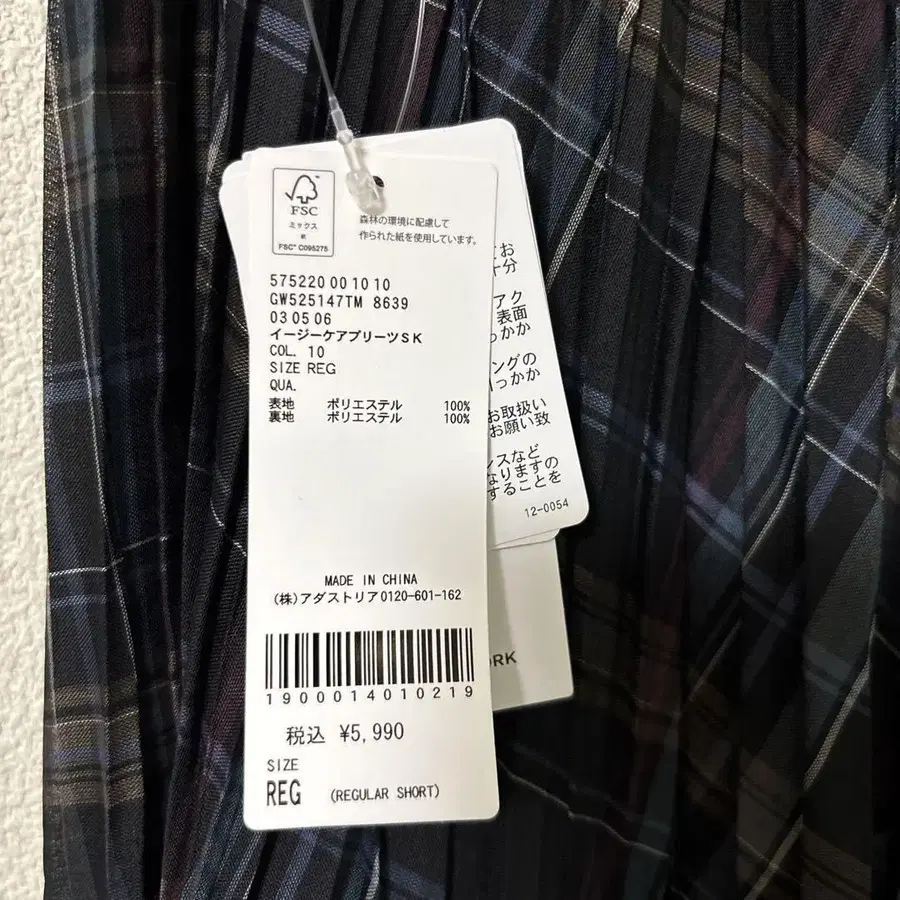 FSC
ミックス
紙
FSC™ C095275
森林の環境に配慮して
作られた紙を使用しています。
575220 00 10 10
GW525147TM 8639
03 05 06
イージーケアプリーツSK
COL. 10
SIZE REG
QUA.
表地 ポリエステル 100%
裏地 ポリエステル 100%
MADE IN CHINA
(株)アダストリア0120-601-162
1900014010219
税込 ¥5,990
SIZE
REG (REGULAR SHORT)
お
十分
アク
表面
っかか
ングの
っかか
お取扱い
お願い致
ンスなど
なりますの
することを
12-0054
ORK